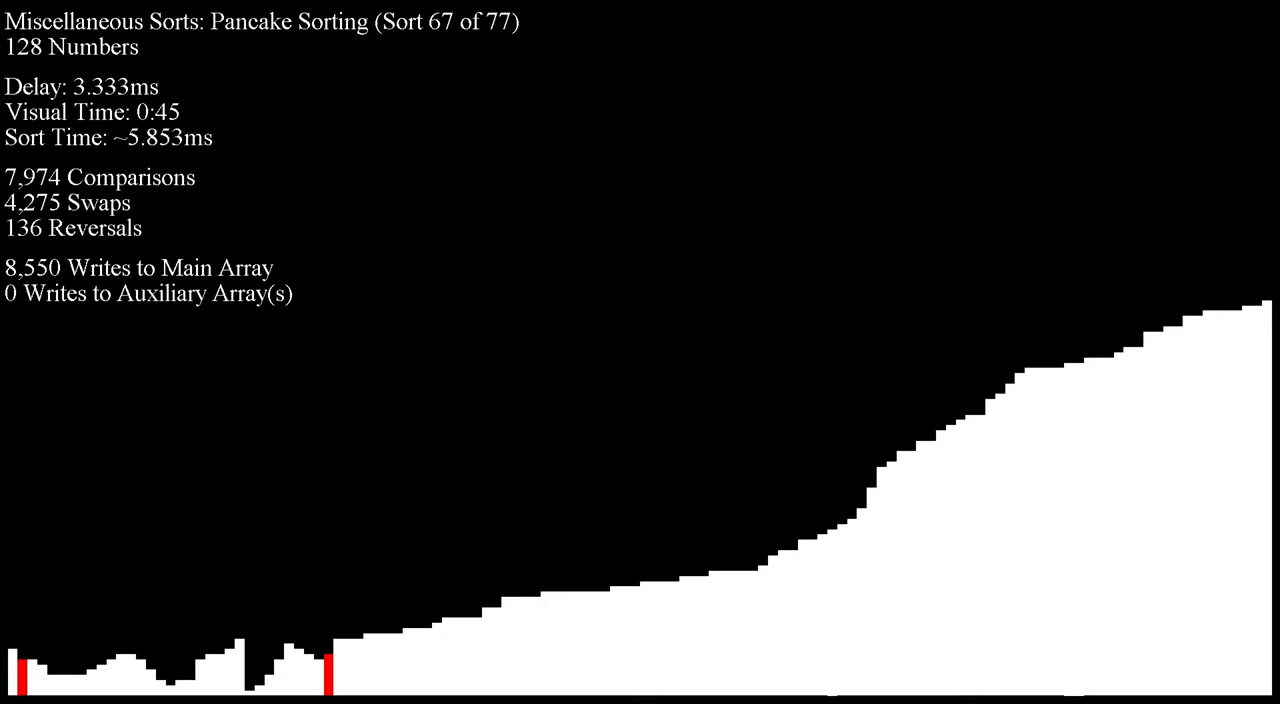 Miscellaneous Sorts: Pancake Sorting (Sort 67 of 77)
128 Numbers
Delay: 3.333ms
Visual Time: 0:45
Sort Time: ~5.853ms
7,974 Comparisons
4,275 Swaps
136 Reversals
8,550 Writes to Main Array
0 Writes to Auxiliary Array(s)